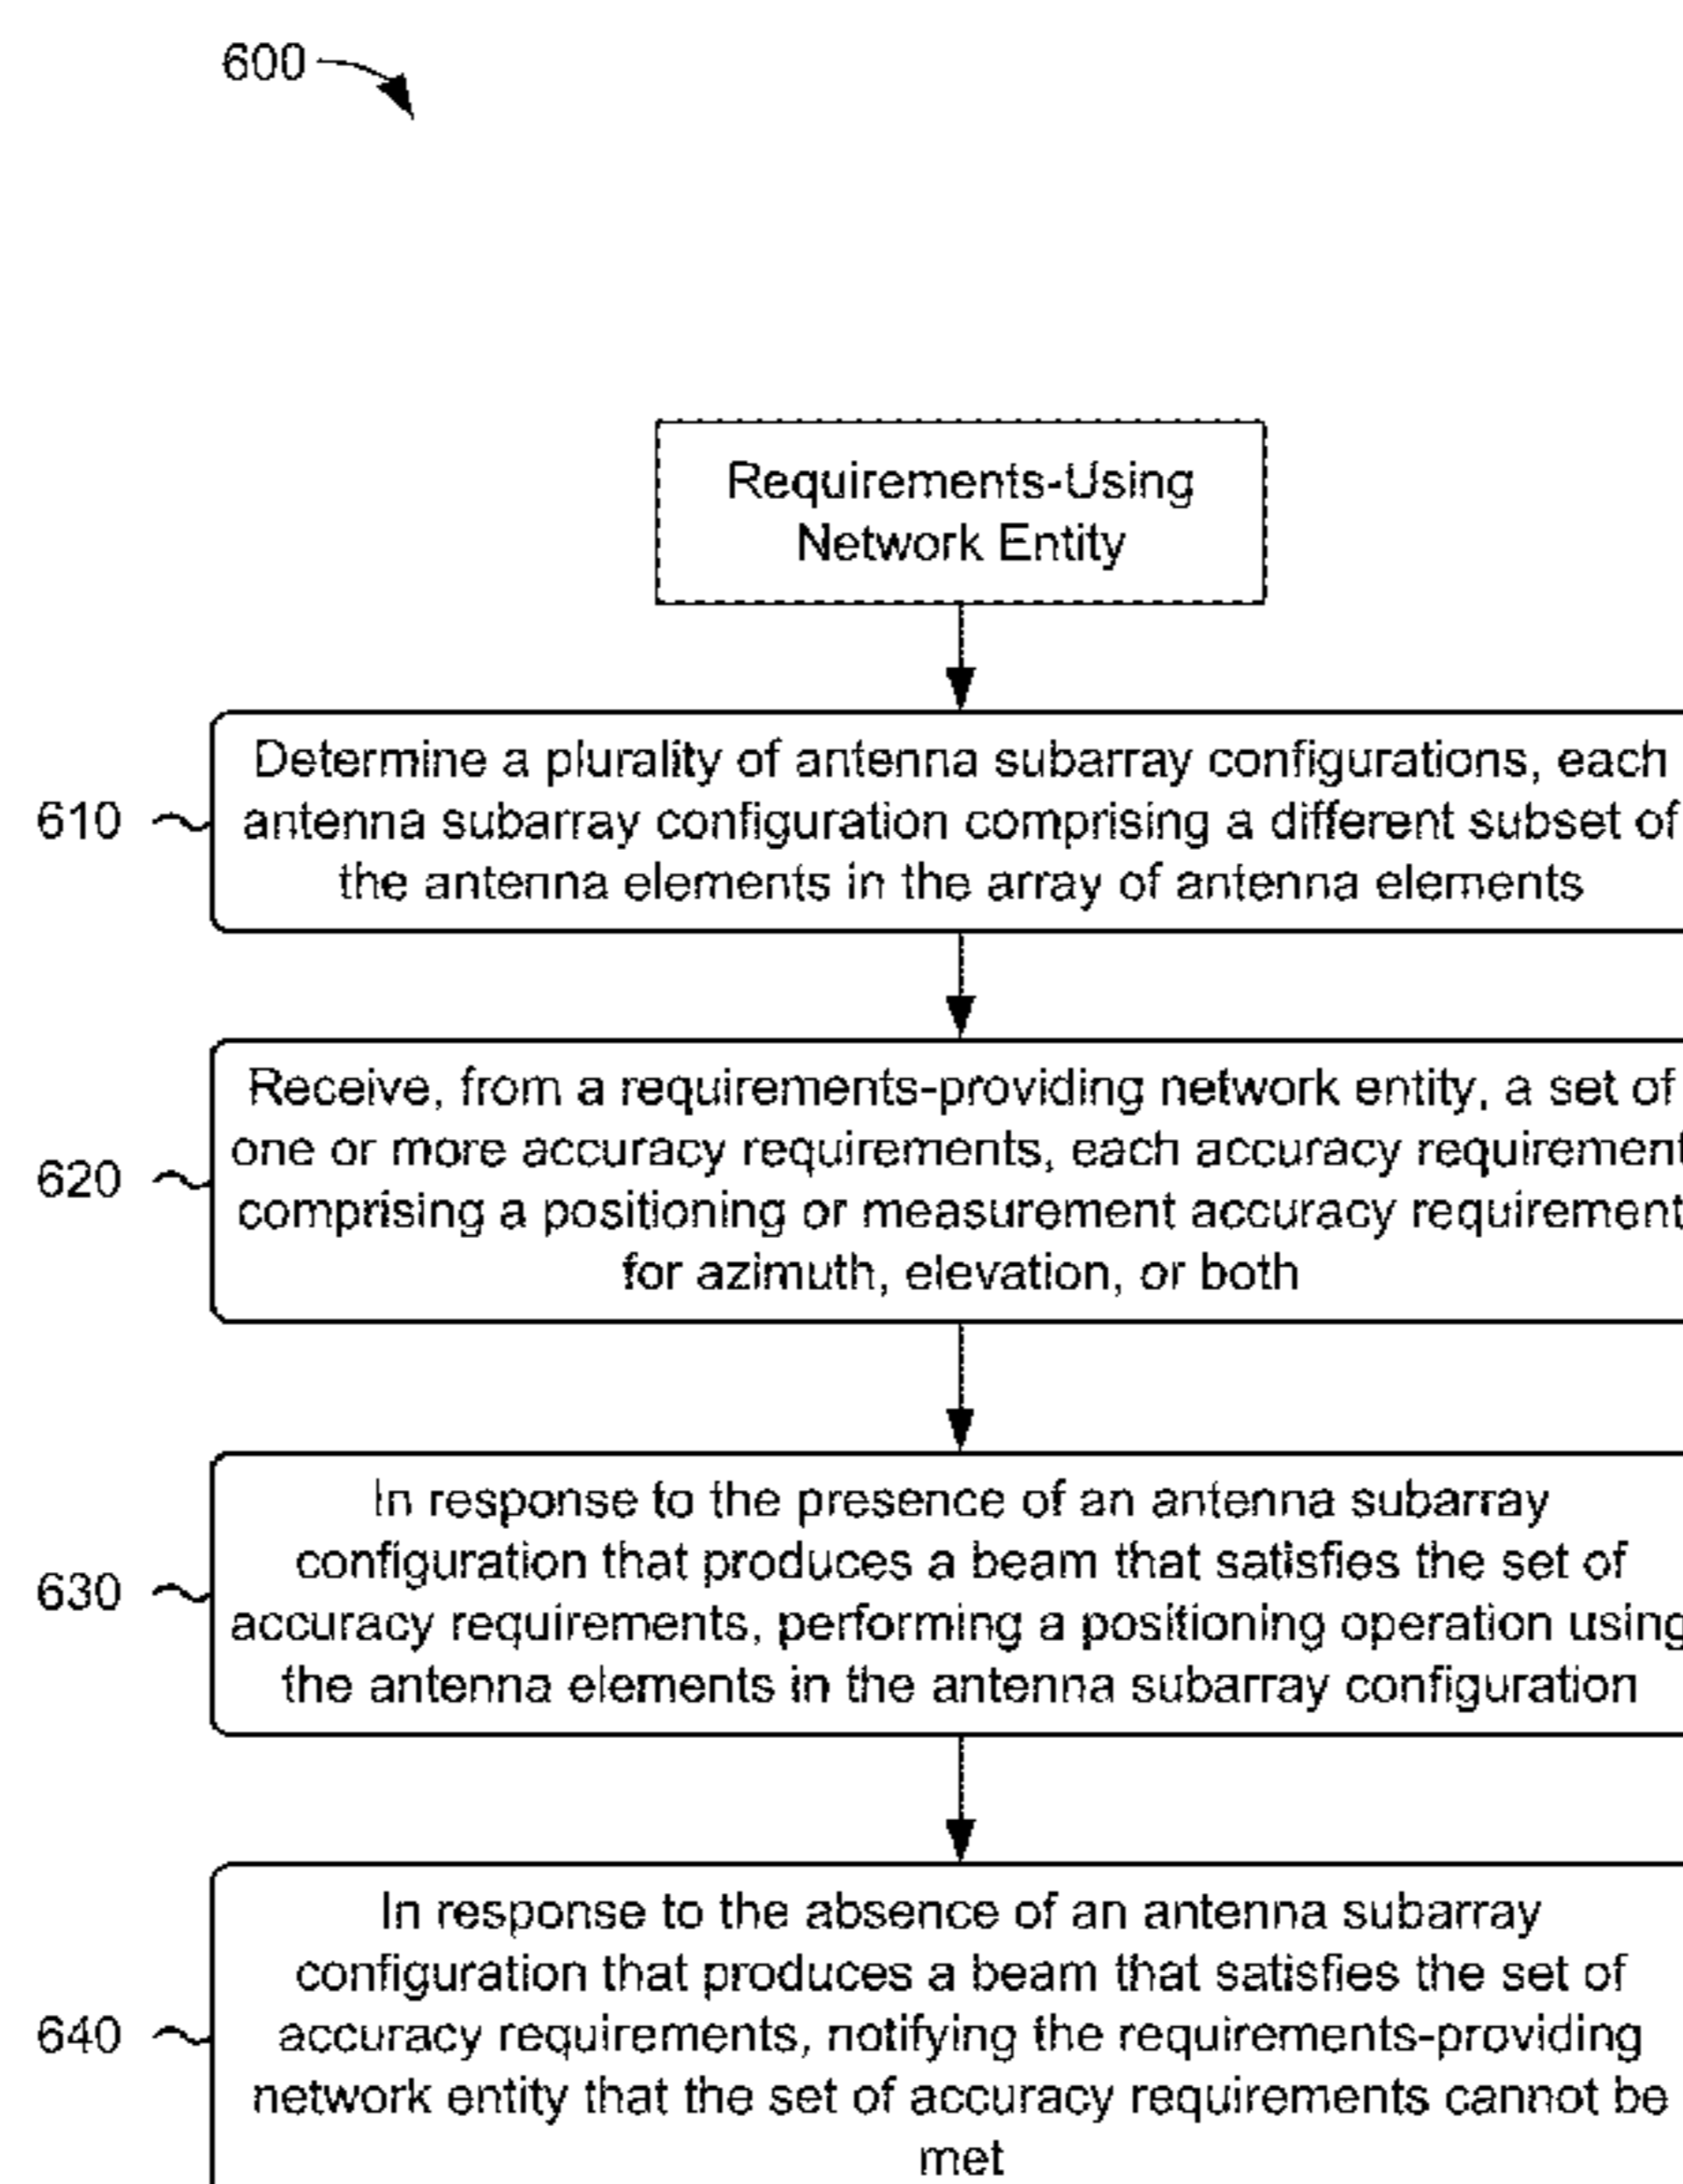 600
Requirements-Using
Network Entity
610
Determine a plurality of antenna subarray configurations, each
antenna subarray configuration comprising a different subset of
the antenna elements in the array of antenna elements
620
Receive, from a requirements-providing network entity, a set of
one or more accuracy requirements, each accuracy requirement
comprising a positioning or measurement accuracy requirement
for azimuth, elevation, or both
630
In response to the presence of an antenna subarray
configuration that produces a beam that satisfies the set of
accuracy requirements, performing a positioning operation using
the antenna elements in the antenna subarray configuration
640
In response to the absence of an antenna subarray
configuration that produces a beam that satisfies the set of
accuracy requirements, notifying the requirements-providing
network entity that the set of accuracy requirements cannot be
met